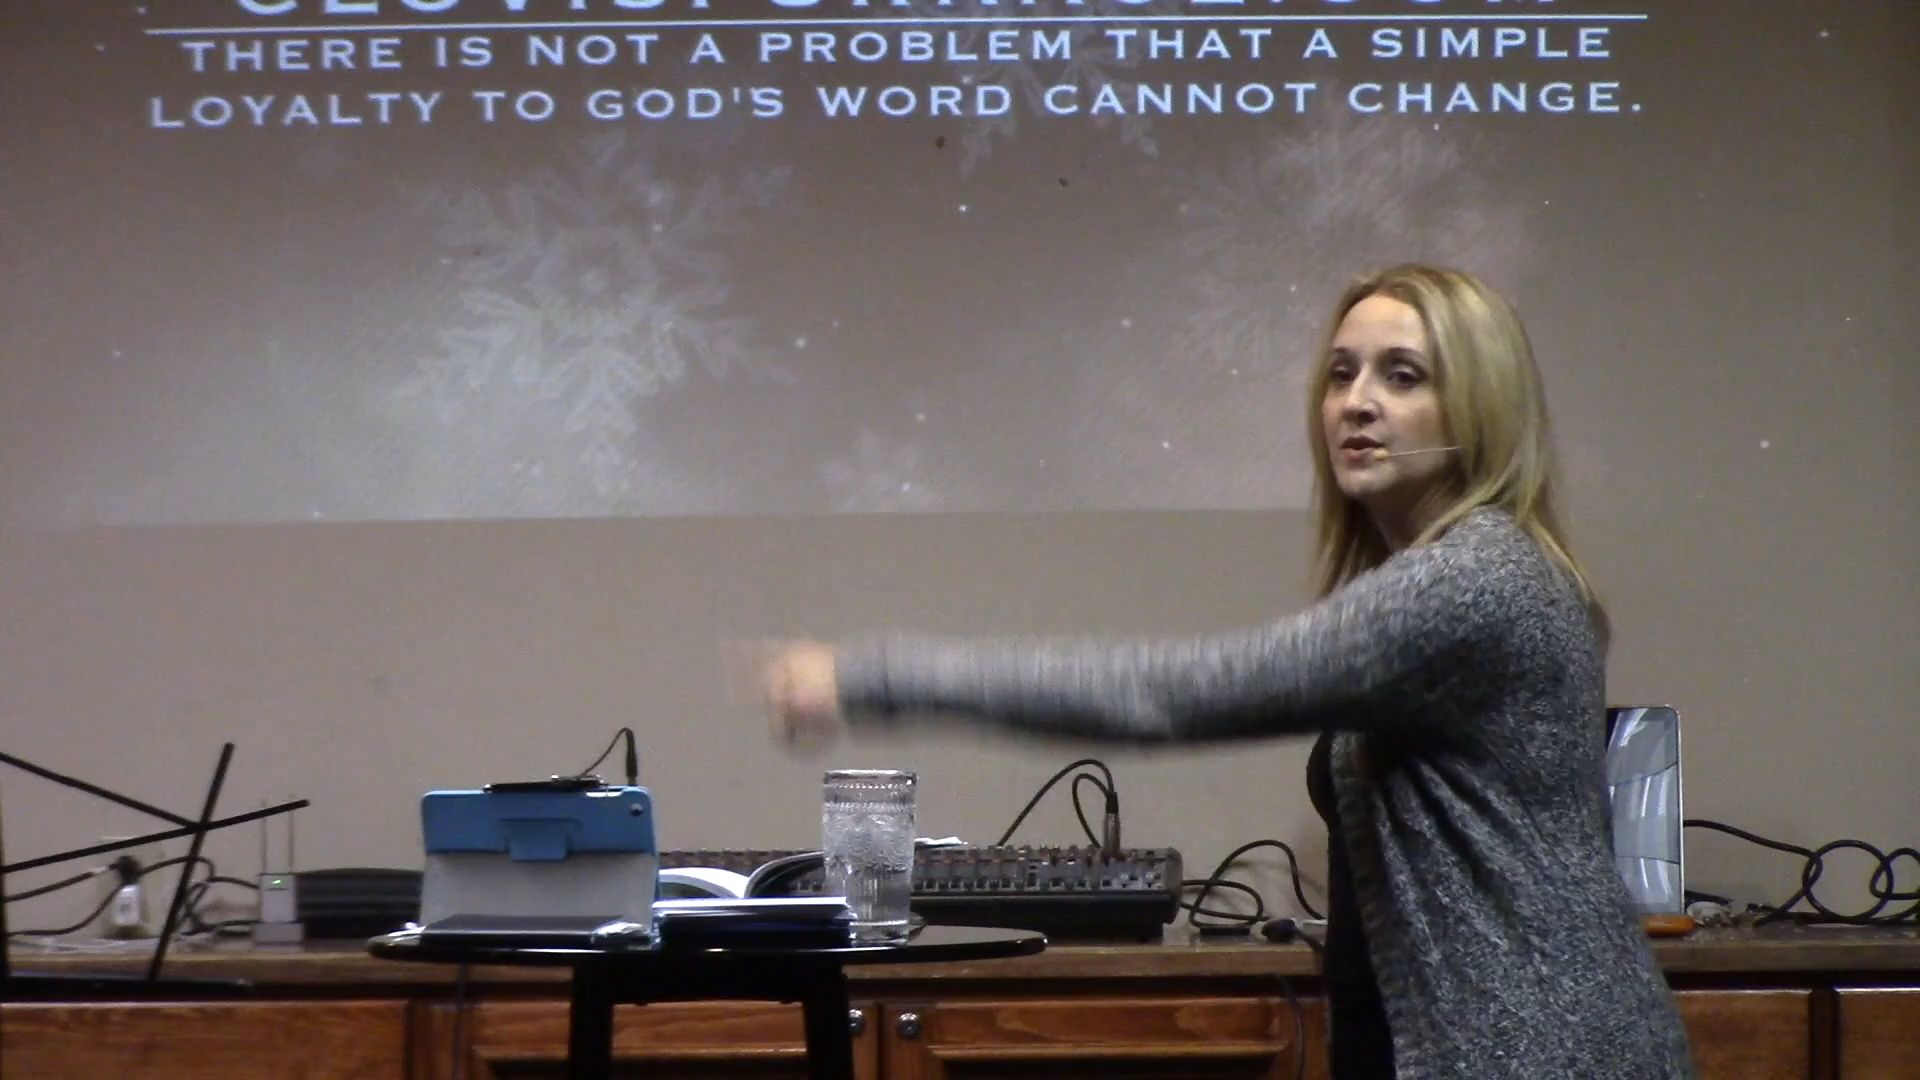 THERE IS NOT A PROBLEM THAT A SIMPLE
LOYALTY TO GOD'S WORD CANNOT CHANGE.